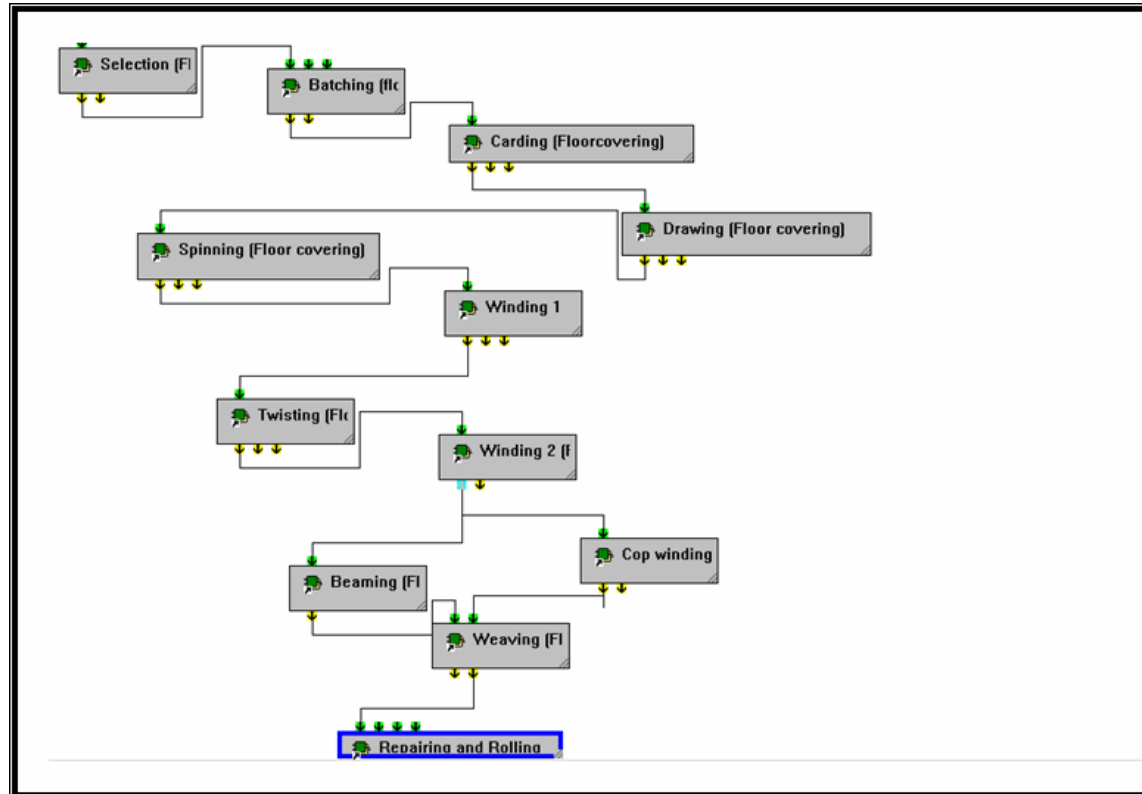 Selection (Fl
Batching (flo
Carding (Floorcovering)
Drawing (Floor covering)
Spinning (Floor covering)
Winding 1
Twisting (Flo
Winding 2 (F
Cop winding
Beaming (Fl
Weaving (Fl
Repairing and Rolling